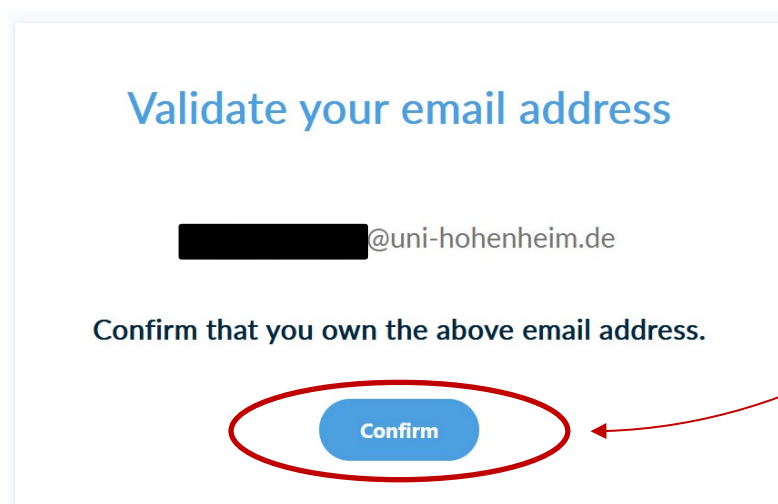 Validate your email address
@uni-hohenheim.de
Confirm that you own the above email address.
Confirm